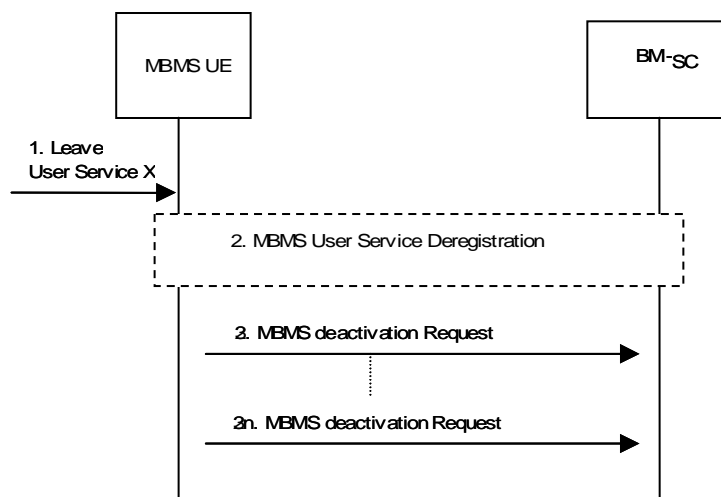 MBMS UE
BM-SC
1. Leave
User Service X
2. MBMS User Service Deregistration
3. MBMS deactivation Request
3n. MBMS deactivation Request